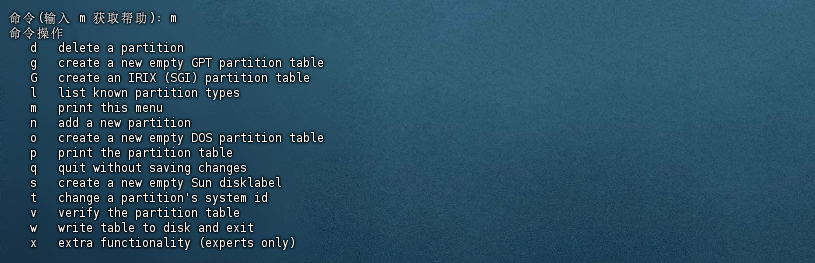 命令(输入 m 获取帮助): m
命令操作
d   delete a partition
g   create a new empty GPT partition table
G   create an IRIX (SGI) partition table
l   list known partition types
m   print this menu
n   add a new partition
o   create a new empty DOS partition table
p   print the partition table
q   quit without saving changes
s   create a new empty Sun disklabel
t   change a partition's system id
v   verify the partition table
w   write table to disk and exit
x   extra functionality (experts only)